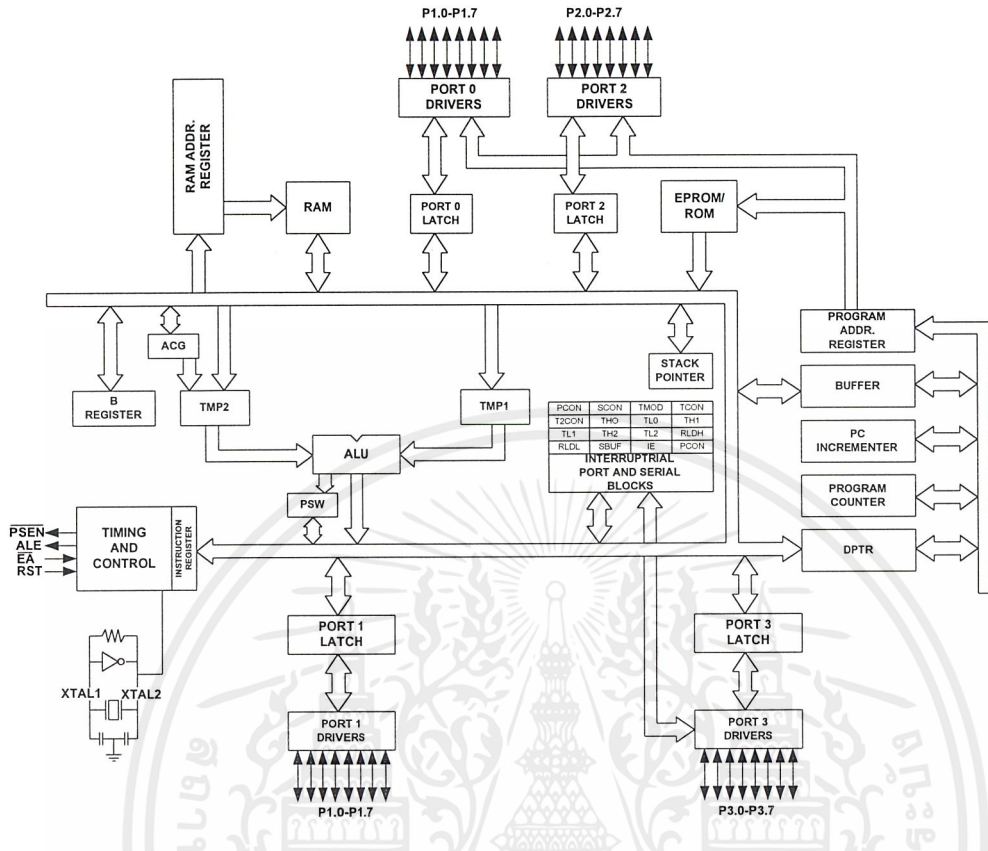 P1.0-P1.7
P2.0-P2.7
PORT 0
DRIVERS
PORT 2
DRIVERS
RAM ADDR.
REGISTER
RAM
PORT 0
LATCH
PORT 2
LATCH
EPROM/
ROM
PROGRAM
ADDR.
REGISTER
ACG
STACK
POINTER
BUFFER
B
REGISTER
TMP2
TMP1
PCON SCON TMOD TCON
T2CON THO TL0 TH1
TL1 TH2 TL2 RLDH
RLDL SBUF IE PCON
INTERRUPTRIAL
PORT AND SERIAL
BLOCKS
PC
INCREMENTER
ALU
PROGRAM
COUNTER
PSW
PSEN
ALE
EA
RST
TIMING
AND
CONTROL
INSTRUCTION
REGISTER
DPTR
PORT 1
LATCH
PORT 3
LATCH
XTAL1 XTAL2
PORT 1
DRIVERS
PORT 3
DRIVERS
P1.0-P1.7
P3.0-P3.7